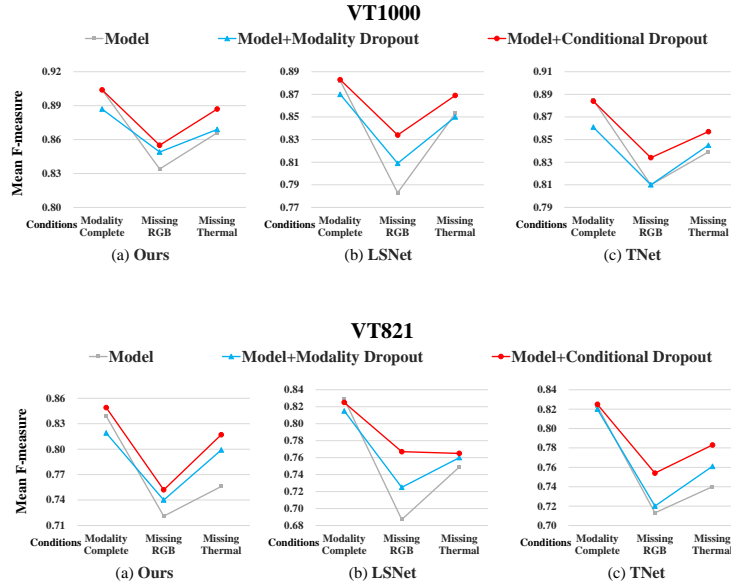 VT1000
Model
Model+Modality Dropout
Model+Conditional Dropout
Mean F-measure
0.92
0.89
0.86
0.83
0.80
Conditions
Modality Complete
Missing RGB
Missing Thermal
(a) Ours
0.89
0.87
0.85
0.83
0.81
0.79
0.77
Modality Complete
Missing RGB
Missing Thermal
(b) LSNet
0.91
0.89
0.87
0.85
0.83
0.81
0.79
Conditions
Modality Complete
Missing RGB
Missing Thermal
(c) TNet
VT821
Model
Model+Modality Dropout
Model+Conditional Dropout
Mean F-measure
0.86
0.83
0.80
0.77
0.74
0.71
Conditions
Modality Complete
Missing RGB
Missing Thermal
(a) Ours
0.84
0.82
0.80
0.78
0.76
0.74
0.72
0.70
0.68
Conditions
Modality Complete
Missing RGB
Missing Thermal
(b) LSNet
0.84
0.82
0.80
0.78
0.76
0.74
0.72
0.70
Conditions
Modality Complete
Missing RGB
Missing Thermal
(c) TNet